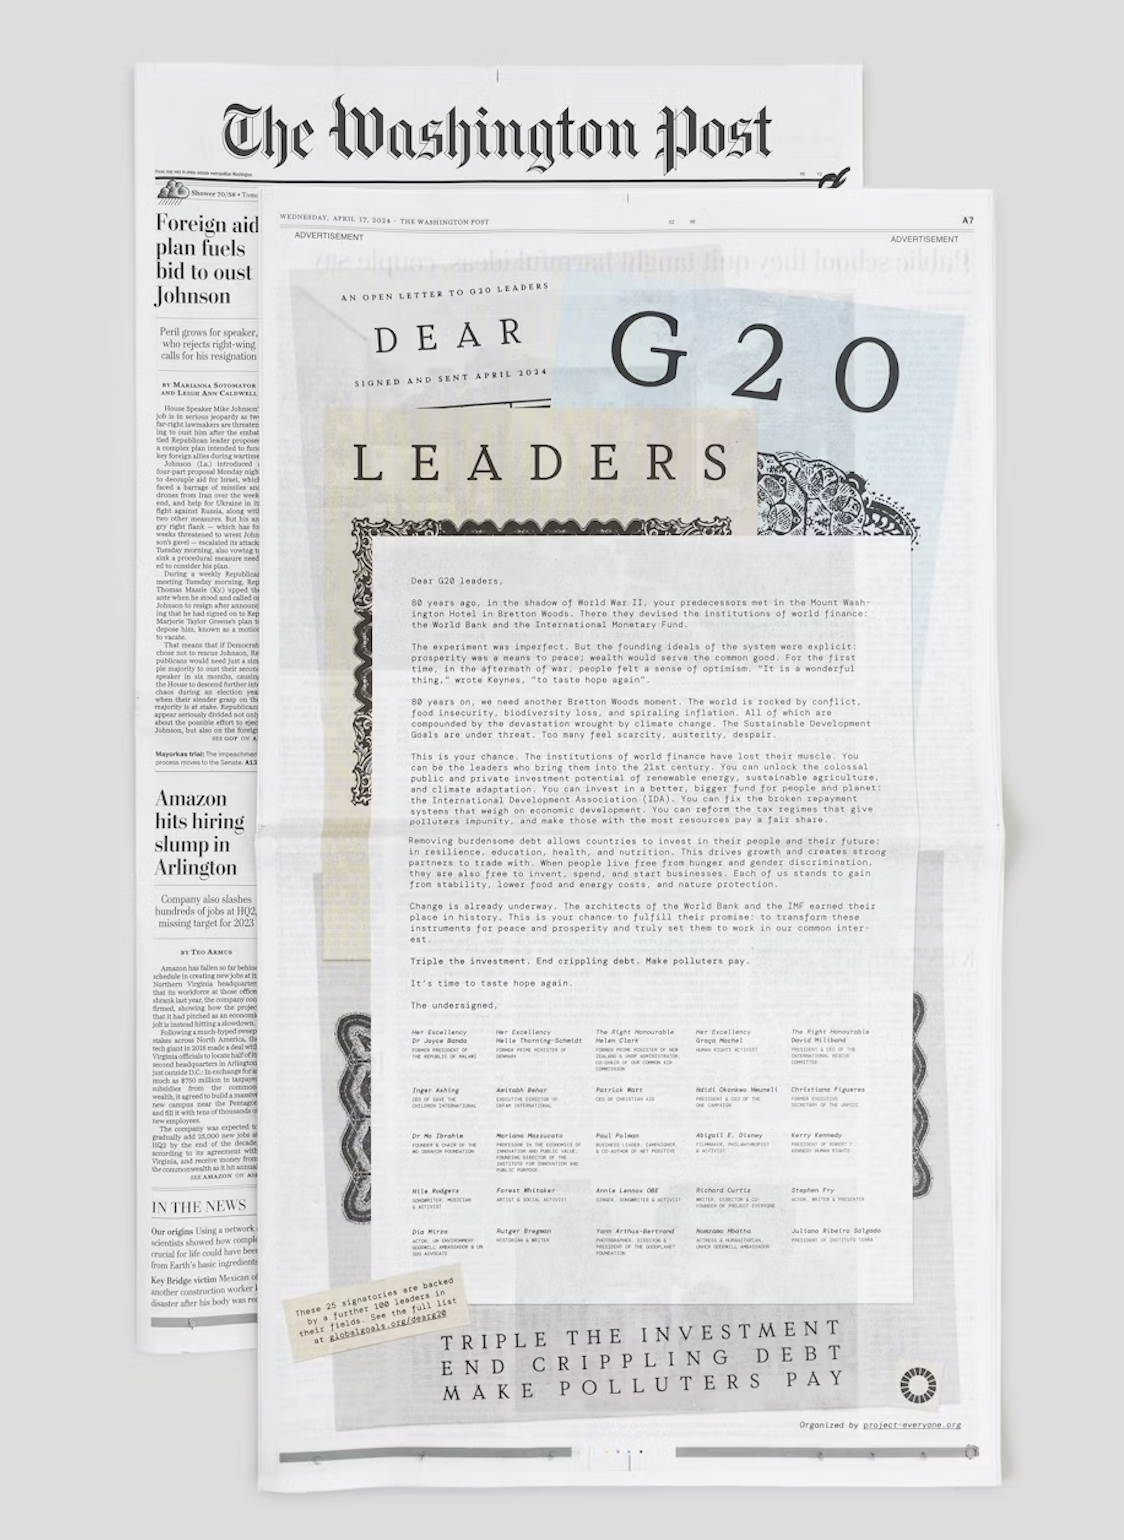 The Washington Post
Shower 70/58 • Tomo
Foreign aid
plan fuels
bid to oust
Johnson
Peril grows for speaker,
who rejects right-wing
calls for his resignation
BY MARIANNA SOTOMAYOR
AND LEIGH ANN CALDWELL
House Speaker Mike Johnson's
job is in serious jeopardy as two
far-right lawmakers are threaten
ing to oust him after the embat
tled Republican leader proposed
a complex plan intended to fund
key foreign allies during wartime
Johnson (La.) introduced
four-part proposal Monday night
to decouple aid for Israel, which
faced a barrage of missiles and
drones from Iran over the week
end, and help for Ukraine in its
fight against Russia, along with
two other measures. But his an
gry right flank — which has for
weeks threatened to wrest John
son's gavel — escalated its attack
Tuesday morning, also vowing to
sink a procedural measure need
ed to consider his plan.
During a weekly Republican
meeting Tuesday morning, Rep
Thomas Massie (Ky.) upped the
ante when he stood and called on
Johnson to resign after announc
ing that he had signed on to Rep
Marjorie Taylor Greene's plan to
depose him, known as a motion
to vacate.
That means that if Democrats
chose not to rescue Johnson, Re
publicans would need just a sim
ple majority to oust their second
speaker in six months, causing
the House to descend further into
chaos during an election year
when their slender grasp on the
majority is at stake. Republicans
appear seriously divided not only
about the possible effort to eject
Johnson, but also on the foreign
SEE GOP ON A
Mayorkas trial: The impeachment
process moves to the Senate. A13
Amazon
hits hiring
slump in
Arlington
Company also slashes
hundreds of jobs at HQ2,
missing target for 2023
BY TEO ARMUS
Amazon has fallen so far behind
schedule in creating new jobs at its
Northern Virginia headquarters
that its workforce at those offices
shrank last year, the company con
firmed, showing how the project
that it had pitched as an economic
jolt is instead hitting a slowdown.
Following a much-hyped sweep
stakes across North America, the
tech giant in 2018 made a deal with
Virginia officials to locate half of its
second headquarters in Arlington
just outside D.C.: In exchange for as
much as $750 million in taxpayer
subsidies from the common
wealth, it agreed to build a massive
new campus near the Pentagon
and fill it with tens of thousands of
new employees.
The company was expected to
gradually add 25,000 new jobs at
HQ2 by the end of the decade
according to its agreement with
Virginia, and receive money from
the commonwealth as it hit annual
SEE AMAZON ON A
IN THE NEWS
Our origins Using a network
scientists showed how comple
crucial for life could have been
from Earth's basic ingredients
Key Bridge victim Mexican of
another construction worker k
disaster after his body was rec
WEDNESDAY, APRIL 17, 2024 · THE WASHINGTON POST
A7
ADVERTISEMENT
ADVERTISEMENT
AN OPEN LETTER TO G20 LEADERS
DEAR G20
SIGNED AND SENT APRIL 2024
LEADERS
Dear G20 leaders,
80 years ago, in the shadow of World War II, your predecessors met in the Mount Wash-
ington Hotel in Bretton Woods. There they devised the institutions of world finance:
the World Bank and the International Monetary Fund.
The experiment was imperfect. But the founding ideals of the system were explicit:
prosperity was a means to peace; wealth would serve the common good. For the first
time, in the aftermath of war, people felt a sense of optimism. "It is a wonderful
thing," wrote Keynes, "to taste hope again".
80 years on, we need another Bretton Woods moment. The world is rocked by conflict,
food insecurity, biodiversity loss, and spiraling inflation. All of which are
compounded by the devastation wrought by climate change. The Sustainable Development
Goals are under threat. Too many feel scarcity, austerity, despair.
This is your chance. The institutions of world finance have lost their muscle. You
can be the leaders who bring them into the 21st century. You can unlock the colossal
public and private investment potential of renewable energy, sustainable agriculture,
and climate adaptation. You can invest in a better, bigger fund for people and planet:
the International Development Association (IDA). You can fix the broken repayment
systems that weigh on economic development. You can reform the tax regimes that give
polluters impunity, and make those with the most resources pay a fair share.
Removing burdensome debt allows countries to invest in their people and their future:
in resilience, education, health, and nutrition. This drives growth and creates strong
partners to trade with. When people live free from hunger and gender discrimination,
they are also free to invent, spend, and start businesses. Each of us stands to gain
from stability, lower food and energy costs, and nature protection.
Change is already underway. The architects of the World Bank and the IMF earned their
place in history. This is your chance to fulfill their promise: to transform these
instruments for peace and prosperity and truly set them to work in our common inter-
est.
Triple the investment. End crippling debt. Make polluters pay.
It's time to taste hope again.
The undersigned,
Her Excellency
Dr Joyce Banda
FORMER PRESIDENT OF
THE REPUBLIC OF MALAWI
Her Excellency
Helle Thorning-Schmidt
FORMER PRIME MINISTER OF
DENMARK
The Right Honourable
Helen Clark
FORMER PRIME MINISTER OF NEW
ZEALAND & UNDP ADMINISTRATOR,
CO-CHAIR OF OUR COMMON AIR
COMMISSION
Her Excellency
Graça Machel
HUMAN RIGHTS ACTIVIST
The Right Honourable
David Miliband
PRESIDENT & CEO OF THE
INTERNATIONAL RESCUE
COMMITTEE
Inger Ashing
CEO OF SAVE THE
CHILDREN INTERNATIONAL
Amitabh Behar
EXECUTIVE DIRECTOR OF
OXFAM INTERNATIONAL
Patrick Watt
CEO OF CHRISTIAN AID
Ndidi Okonkwo Nwuneli
PRESIDENT & CEO OF THE
ONE CAMPAIGN
Christiana Figueres
FORMER EXECUTIVE
SECRETARY OF THE UNFCCC
Dr Mo Ibrahim
FOUNDER & CHAIR OF THE
MO IBRAHIM FOUNDATION
Mariana Mazzucato
PROFESSOR IN THE ECONOMICS OF
INNOVATION AND PUBLIC VALUE,
FOUNDING DIRECTOR OF THE
INSTITUTE FOR INNOVATION AND
PUBLIC PURPOSE
Paul Polman
BUSINESS LEADER, CAMPAIGNER,
& CO-AUTHOR OF NET POSITIVE
Abigail E. Disney
FILMMAKER, PHILANTHROPIST
& ACTIVIST
Kerry Kennedy
PRESIDENT OF ROBERT F.
KENNEDY HUMAN RIGHTS
Nile Rodgers
SONGWRITER, MUSICIAN
& ACTIVIST
Forest Whitaker
ARTIST & SOCIAL ACTIVIST
Annie Lennox OBE
SINGER, SONGWRITER & ACTIVIST
Richard Curtis
WRITER, DIRECTOR & CO-
FOUNDER OF PROJECT EVERYONE
Stephen Fry
ACTOR, WRITER & PRESENTER
Dia Mirza
ACTOR, UN ENVIRONMENT
GOODWILL AMBASSADOR & UN
SDG ADVOCATE
Rutger Bregman
HISTORIAN & WRITER
Yann Arthus-Bertrand
PHOTOGRAPHER, DIRECTOR &
PRESIDENT OF THE GOODPLANET
FOUNDATION
Nomzamo Mbatha
ACTRESS & HUMANITARIAN,
UNHCR GOODWILL AMBASSADOR
Juliano Ribeiro Salgado
PRESIDENT OF INSTITUTO TERRA
These 25 signatories are backed
by a further 100 leaders in
their fields. See the full list
at globalgoals.org/dearg20
TRIPLE THE INVESTMENT
END CRIPPLING DEBT
MAKE POLLUTERS PAY
Organized by project-everyone.org